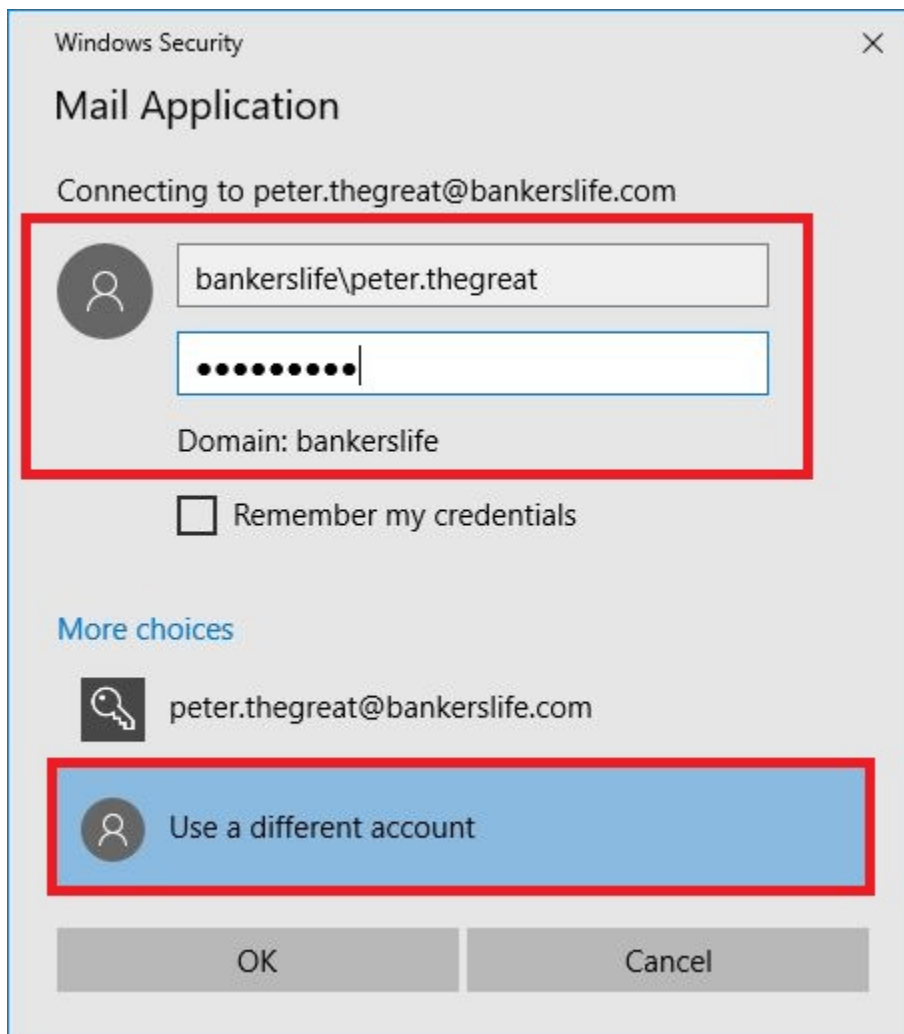 Windows Security
Mail Application
Connecting to peter.thegreat@bankerslife.com
bankerslife\peter.thegreat
●●●●●●●●●
Domain: bankerslife
Remember my credentials
More choices
peter.thegreat@bankerslife.com
Use a different account
OK Cancel